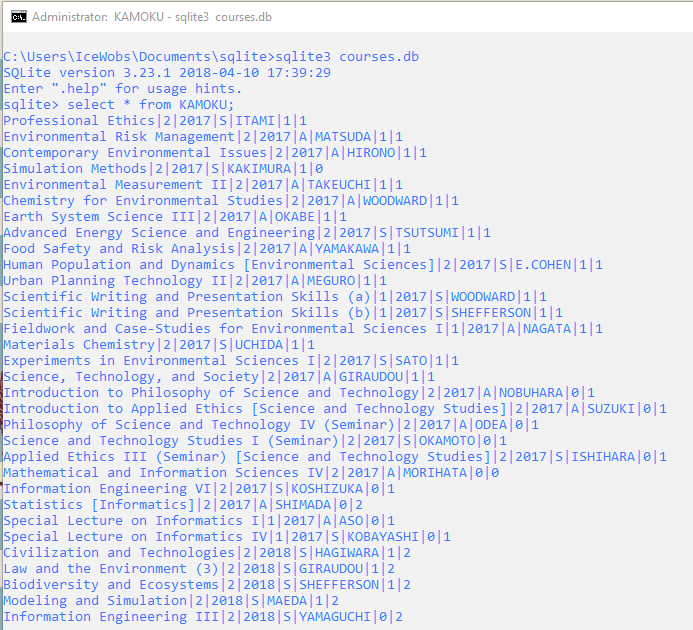 Administrator: KAMOKU - sqlite3 courses.db
C:\Users\IceWobs\Documents\sqlite>sqlite3 courses.db
SQLite version 3.23.1 2018-04-10 17:39:29
Enter ".help" for usage hints.
sqlite> select * from KAMOKU;
Professional Ethics|2|2017|S|ITAMI|1|1
Environmental Risk Management|2|2017|A|MATSUDA|1|1
Contemporary Environmental Issues|2|2017|A|HIRONO|1|1
Simulation Methods|2|2017|S|KAKIMURA|1|0
Environmental Measurement II|2|2017|A|TAKEUCHI|1|1
Chemistry for Environmental Studies|2|2017|A|WOODWARD|1|1
Earth System Science III|2|2017|A|OKABE|1|1
Advanced Energy Science and Engineering|2|2017|S|TSUTSUMI|1|1
Food Safety and Risk Analysis|2|2017|A|YAMAKAWA|1|1
Human Population and Dynamics [Environmental Sciences]|2|2017|S|E.COHEN|1|1
Urban Planning Technology II|2|2017|A|MEGURO|1|1
Scientific Writing and Presentation Skills (a)|1|2017|S|WOODWARD|1|1
Scientific Writing and Presentation Skills (b)|1|2017|S|SHEFFERSON|1|1
Fieldwork and Case-Studies for Environmental Sciences I|1|2017|A|NAGATA|1|1
Materials Chemistry|2|2017|S|UCHIDA|1|1
Experiments in Environmental Sciences I|2|2017|S|SATO|1|1
Science, Technology, and Society|2|2017|A|GIRAUDOU|1|1
Introduction to Philosophy of Science and Technology|2|2017|A|NOBUHARA|0|1
Introduction to Applied Ethics [Science and Technology Studies]|2|2017|A|SUZUKI|0|1
Philosophy of Science and Technology IV (Seminar)|2|2017|A|ODEA|0|1
Science and Technology Studies I (Seminar)|2|2017|S|OKAMOTO|0|1
Applied Ethics III (Seminar) [Science and Technology Studies]|2|2017|S|ISHIHARA|0|1
Mathematical and Information Sciences IV|2|2017|A|MORIHATA|0|0
Information Engineering VI|2|2017|S|KOSHIZUKA|0|1
Statistics [Informatics]|2|2017|A|SHIMADA|0|2
Special Lecture on Informatics I|1|2017|A|ASO|0|1
Special Lecture on Informatics IV|1|2017|S|KOBAYASHI|0|1
Civilization and Technologies|2|2018|S|HAGIWARA|1|2
Law and the Environment (3)|2|2018|S|GIRAUDOU|1|2
Biodiversity and Ecosystems|2|2018|S|SHEFFERSON|1|2
Modeling and Simulation|2|2018|S|MAEDA|1|2
Information Engineering III|2|2018|S|YAMAGUCHI|0|2